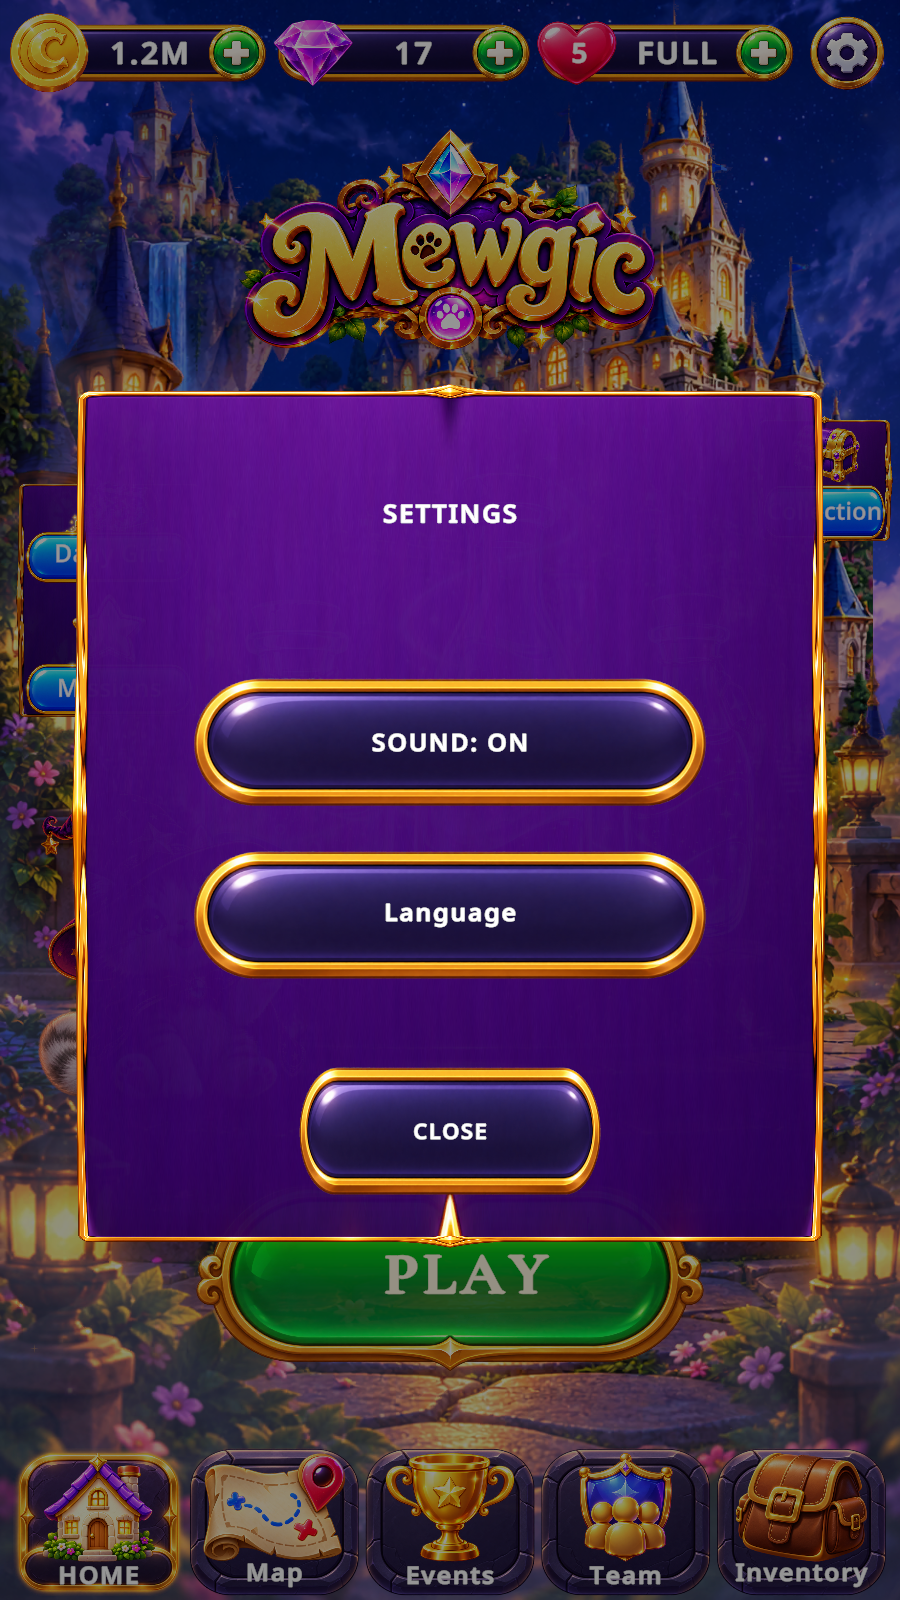 1.2M
17
5
FULL
Mewgic
SETTINGS
SOUND: ON
Language
CLOSE
PLAY
HOME
Map
Events
Team
Inventory